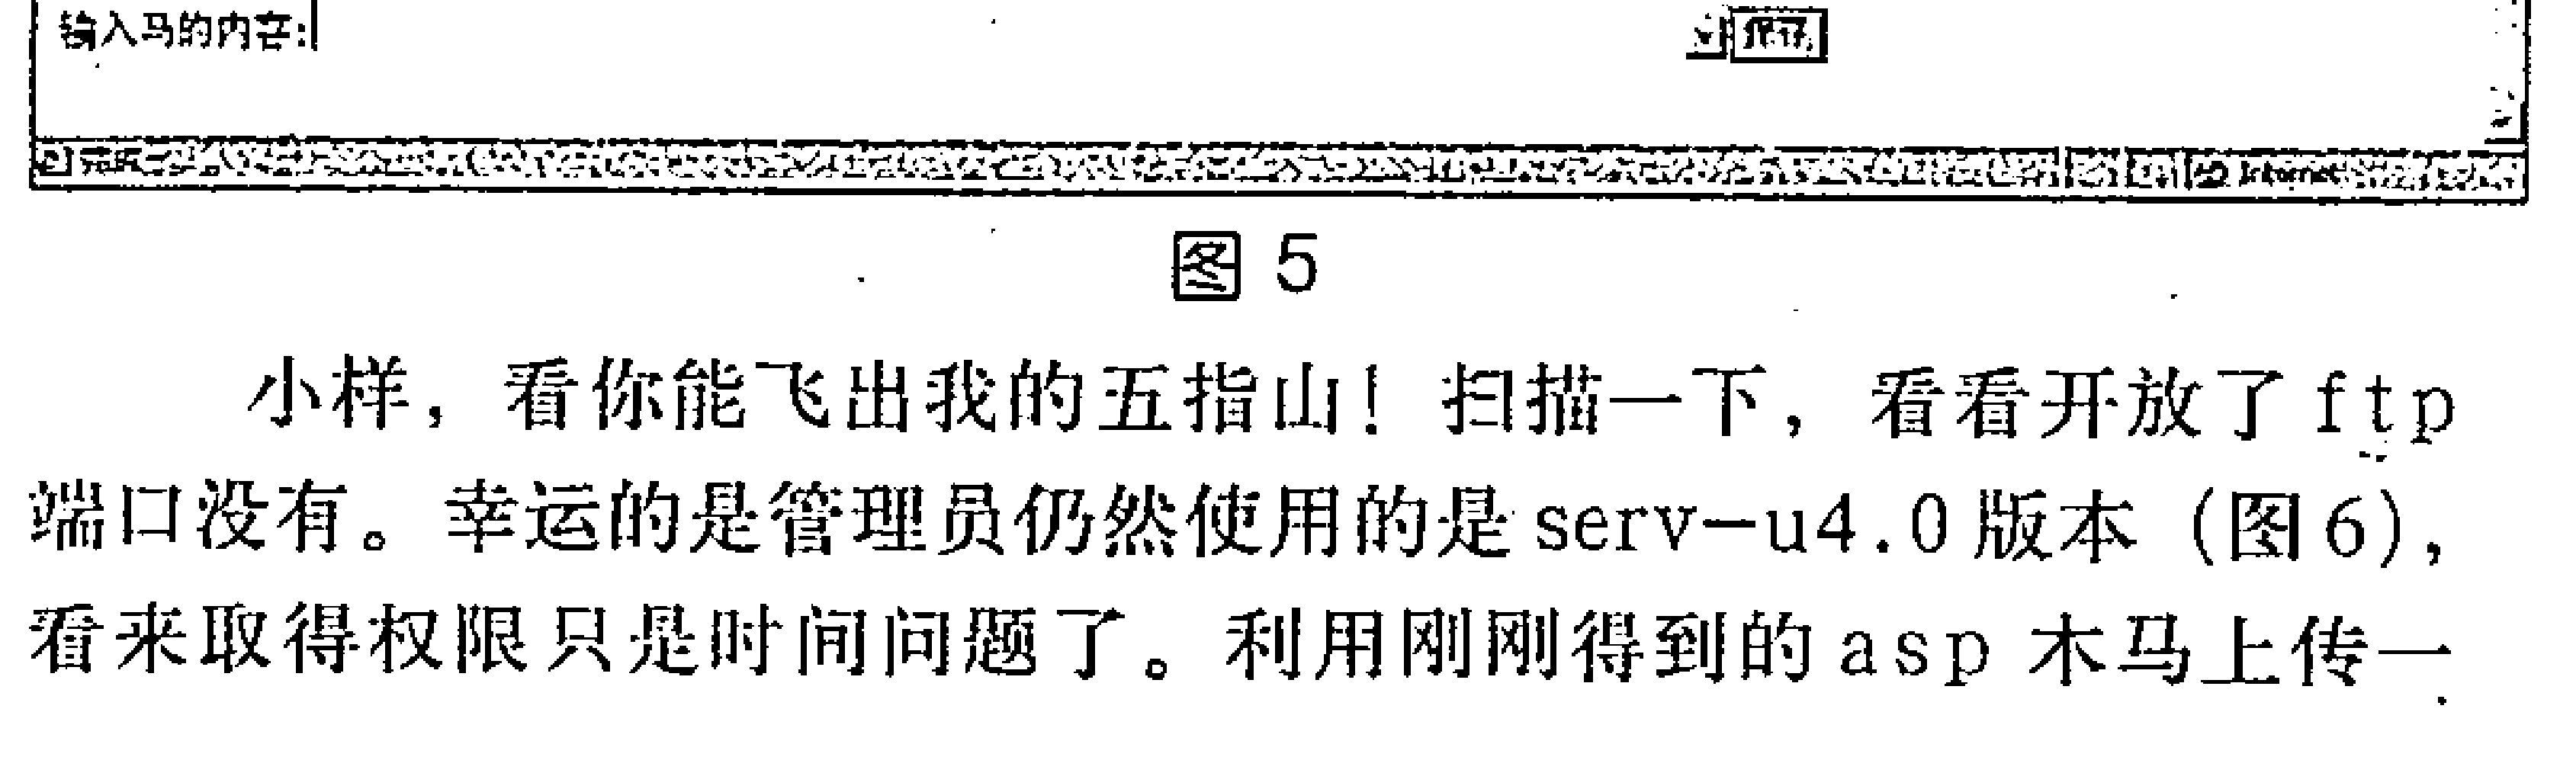 输入马的内容:
保存
Internet
图 5
小样，看你能飞出我的五指山！扫描一下，看看开放了 ftp
端口没有。幸运的是管理员仍然使用的是 serv-u4.0 版本（图 6），
看来取得权限只是时间问题了。利用刚刚得到的 asp 木马上传一